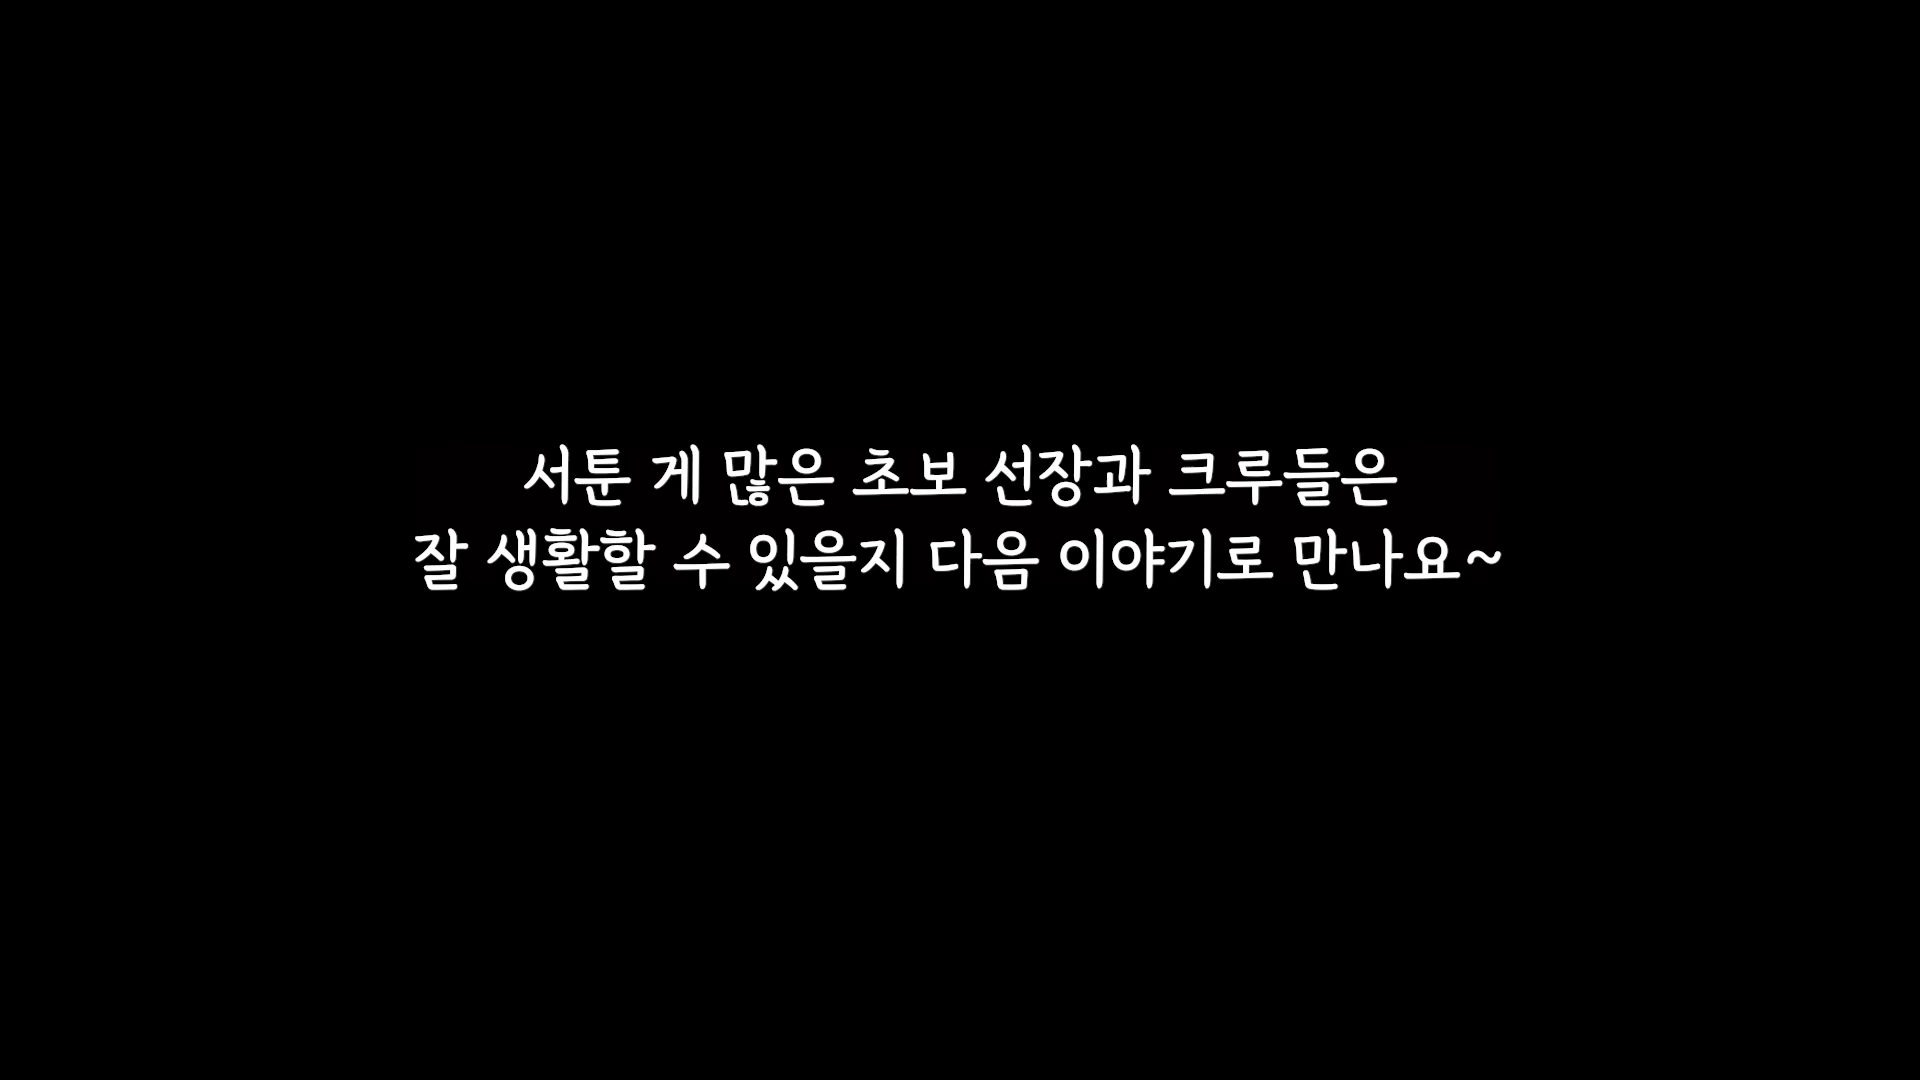 서툰 게 많은 초보 선장과 크루들은
잘 생활할 수 있을지 다음 이야기로 만나요~